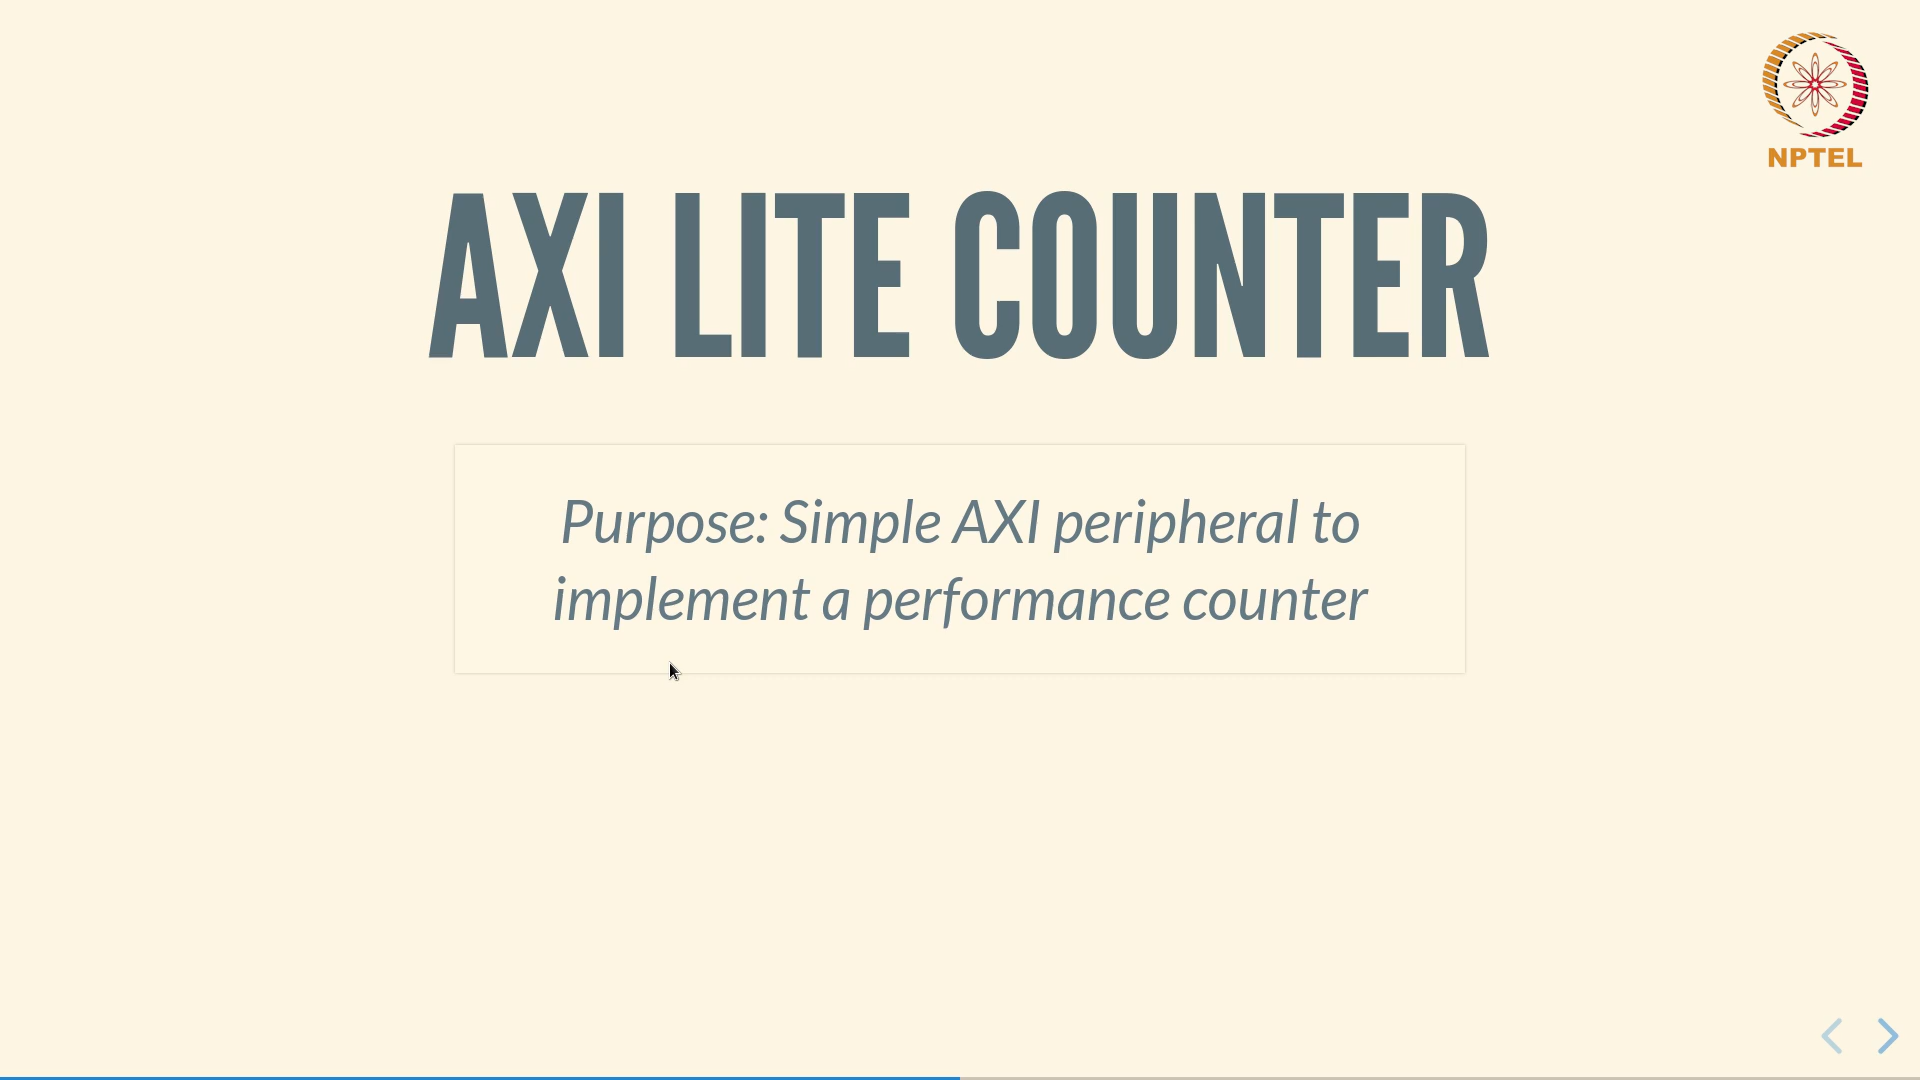 NPTEL
AXI LITE COUNTER
Purpose: Simple AXI peripheral to
implement a performance counter